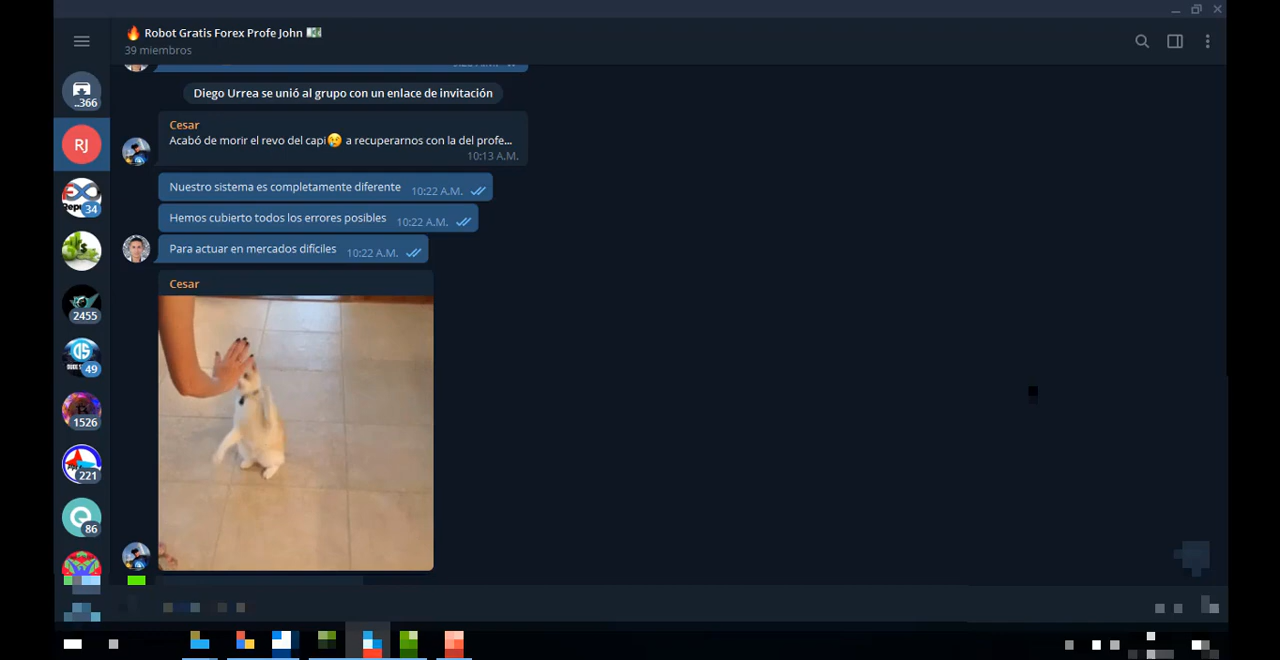 🔥 Robot Gratis Forex Profe John 💵
39 miembros
..366
Diego Urrea se unió al grupo con un enlace de invitación
Cesar
Acabó de morir el revo del capi😢 a recuperarnos con la del profe...
10:13 A.M.
RJ
Nuestro sistema es completamente diferente 10:22 A.M.
34
Hemos cubierto todos los errores posibles 10:22 A.M.
Para actuar en mercados difíciles 10:22 A.M.
Cesar
2455
49
1526
221
86